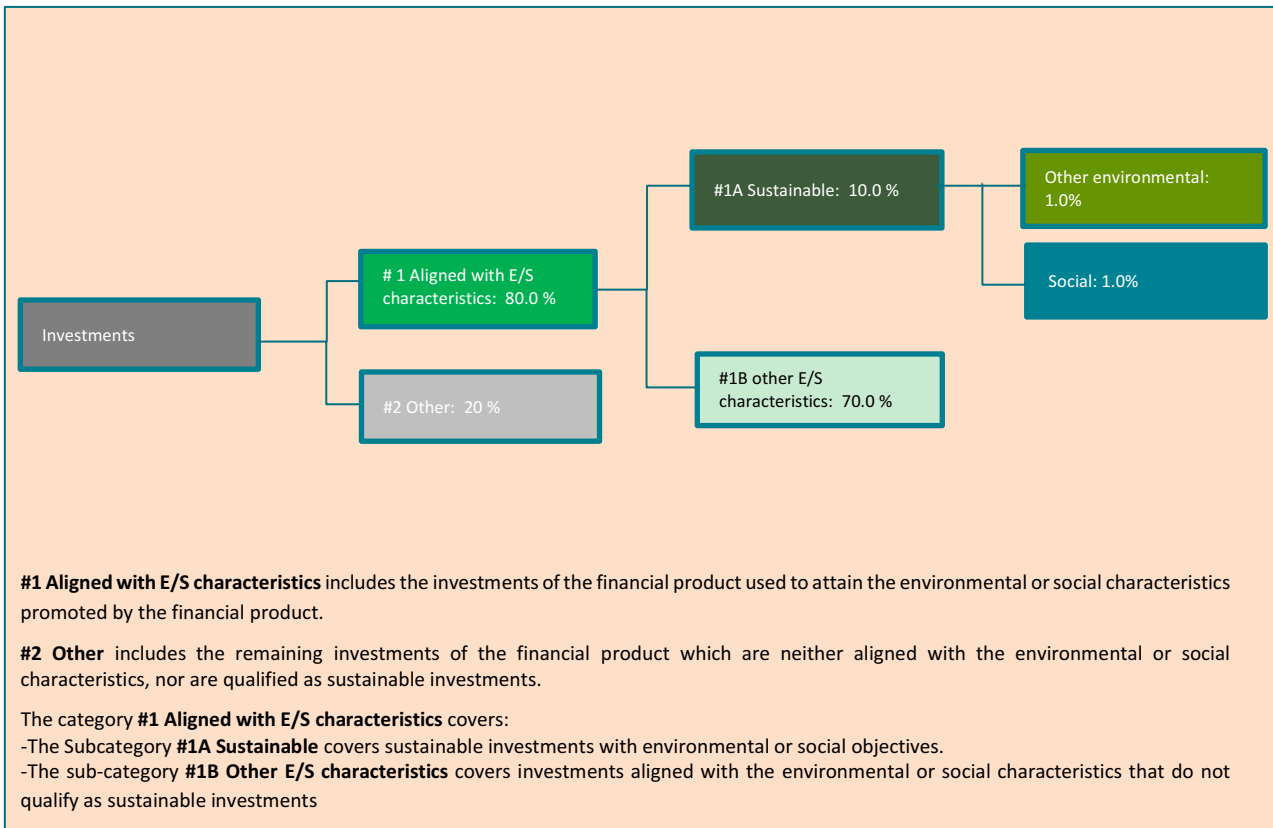 Investments
# 1 Aligned with E/S
characteristics:  80.0 %
#2 Other:  20 %
#1A Sustainable:  10.0 %
#1B other E/S
characteristics:  70.0 %
Other environmental:
1.0%
Social: 1.0%
#1 Aligned with E/S characteristics includes the investments of the financial product used to attain the environmental or social characteristics
promoted by the financial product.
#2 Other includes the remaining investments of the financial product which are neither aligned with the environmental or social
characteristics, nor are qualified as sustainable investments.
The category #1 Aligned with E/S characteristics covers:
-The Subcategory #1A Sustainable covers sustainable investments with environmental or social objectives.
-The sub-category #1B Other E/S characteristics covers investments aligned with the environmental or social characteristics that do not
qualify as sustainable investments